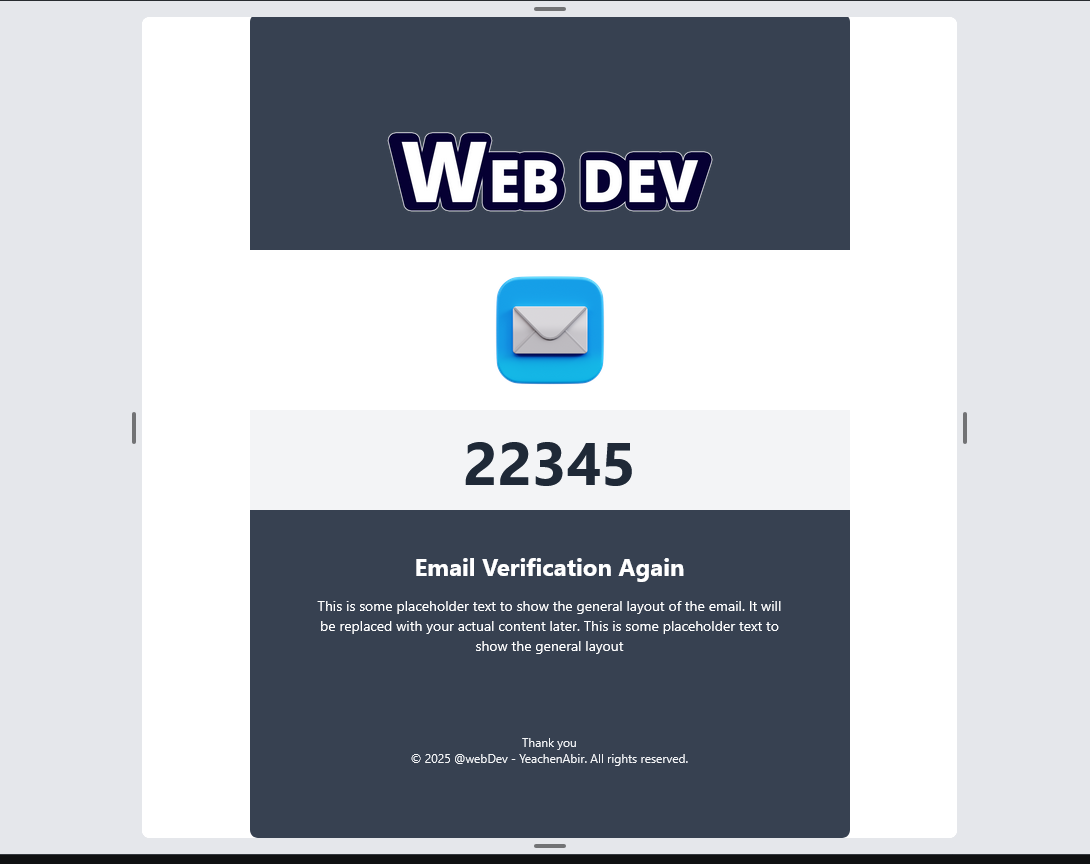 WEB DEV
22345
Email Verification Again
This is some placeholder text to show the general layout of the email. It will
be replaced with your actual content later. This is some placeholder text to
show the general layout
Thank you
© 2025 @webDev - YeachenAbir. All rights reserved.